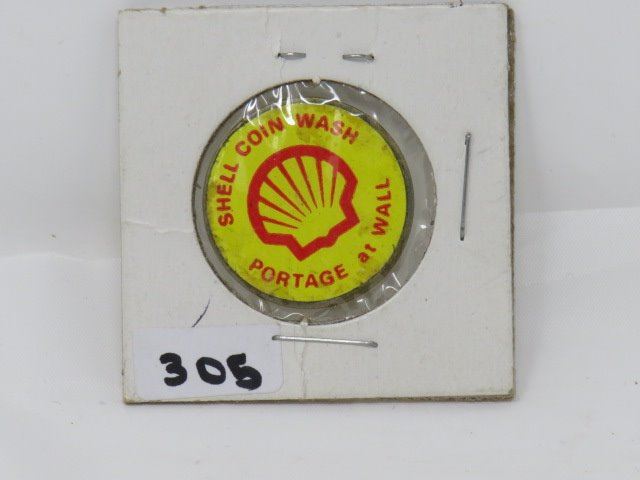 SHELL COIN WASH
PORTAGE at WALL
305